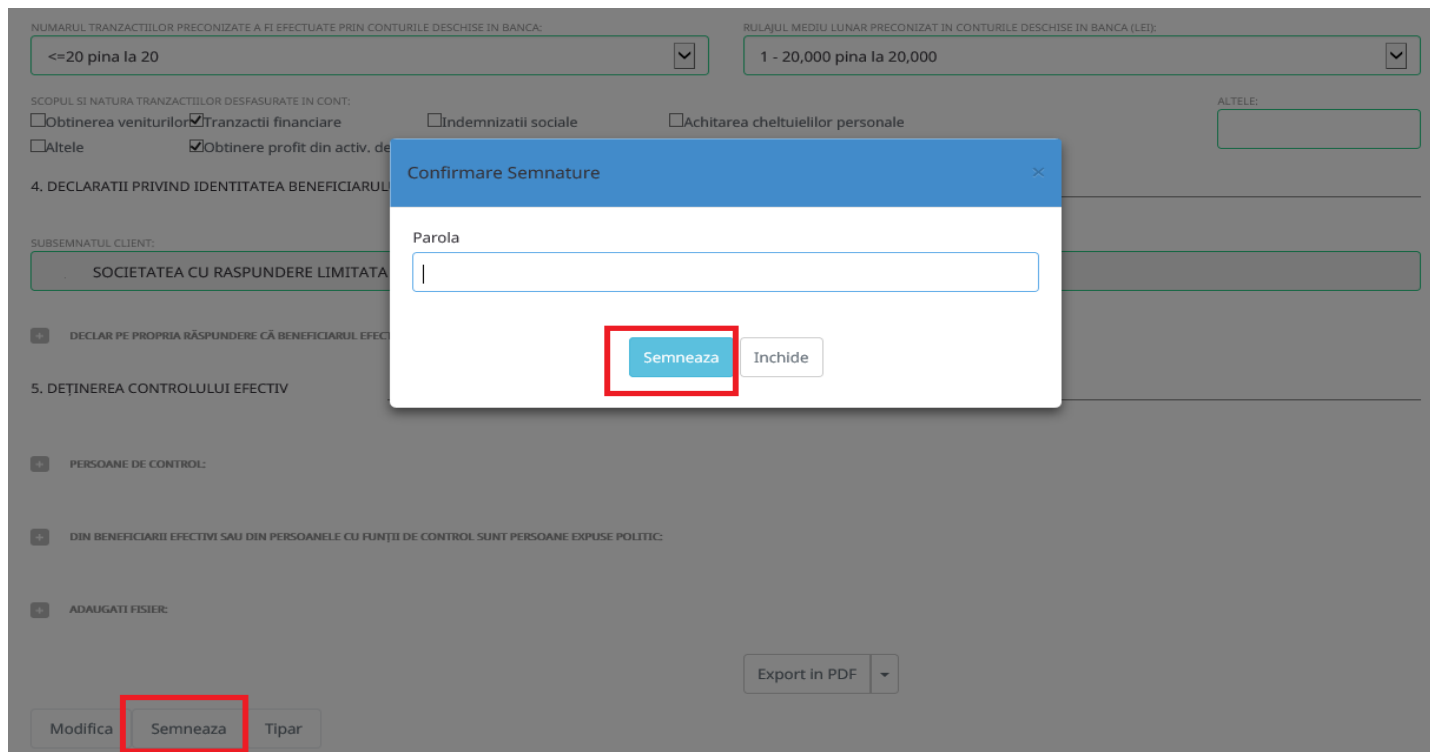 NUMARUL TRANZACTIILOR PRECONIZATE A FI EFECTUATE PRIN CONTURILE DESCHISE IN BANCA:
RULAJUL MEDIU LUNAR PRECONIZAT IN CONTURILE DESCHISE IN BANCA (LEI):
<=20 pina la 20
1 - 20,000 pina la 20,000
SCOPUL SI NATURA TRANZACTIILOR DESFASURATE IN CONT:
ALTELE:
Obtinerea veniturilor Tranzactii financiare Indemnizatii sociale Achitarea cheltuielilor personale
Altele Obtinere profit din activ. de
Confirmare Semnature ×
4. DECLARATII PRIVIND IDENTITATEA BENEFICIARUL
Parola
SUBSEMNATUL CLIENT:
SOCIETATEA CU RASPUNDERE LIMITATA
DECLAR PE PROPRIA RĂSPUNDERE CĂ BENEFICIARUL EFECT
Semneaza Inchide
5. DEȚINEREA CONTROLULUI EFECTIV
PERSOANE DE CONTROL:
DIN BENEFICIARII EFECTIVI SAU DIN PERSOANELE CU FUNȚII DE CONTROL SUNT PERSOANE EXPUSE POLITIC:
ADAUGATI FISIER:
Export in PDF
Modifica Semneaza Tipar